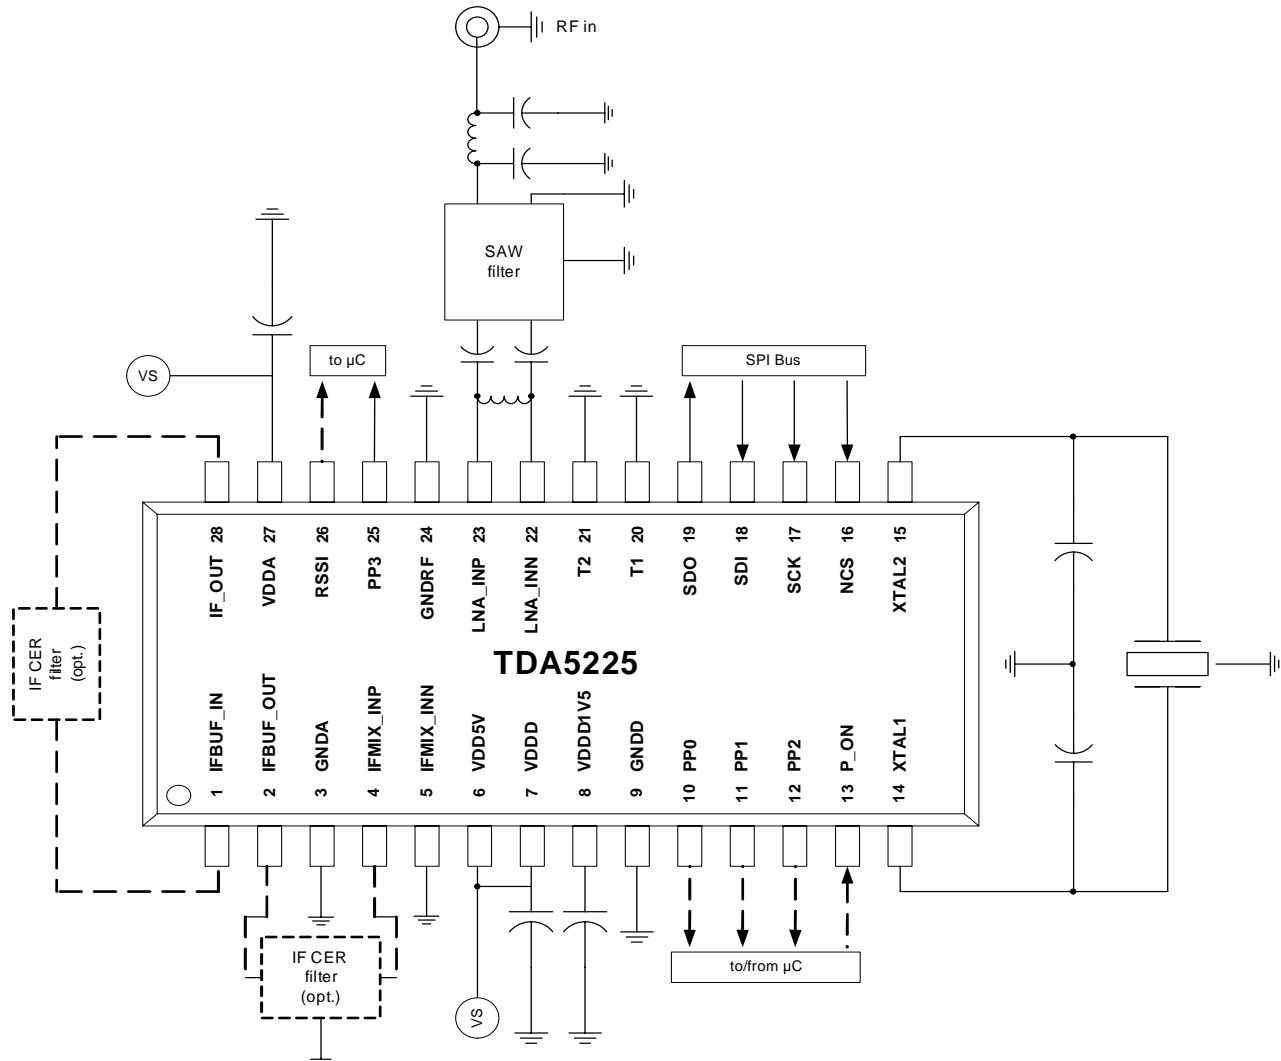 RF in
SAW
filter
VS
to µC
SPI Bus
28 27 26 25 24 23 22 21 20 19 18 17 16 15
IF_OUT VDDA RSSI PP3 GNDRF LNA_INP LNA_INN T2 T1 SDO SDI SCK NCS XTAL2
IF CER
filter
(opt.)
TDA5225
IFBUF_IN IFBUF_OUT GNDA IFMIX_INP IFMIX_INN VDD5V VDDD VDDD1V5 GNDD PP0 PP1 PP2 P_ON XTAL1
1 2 3 4 5 6 7 8 9 10 11 12 13 14
IF CER
filter
(opt.)
to/from µC
VS